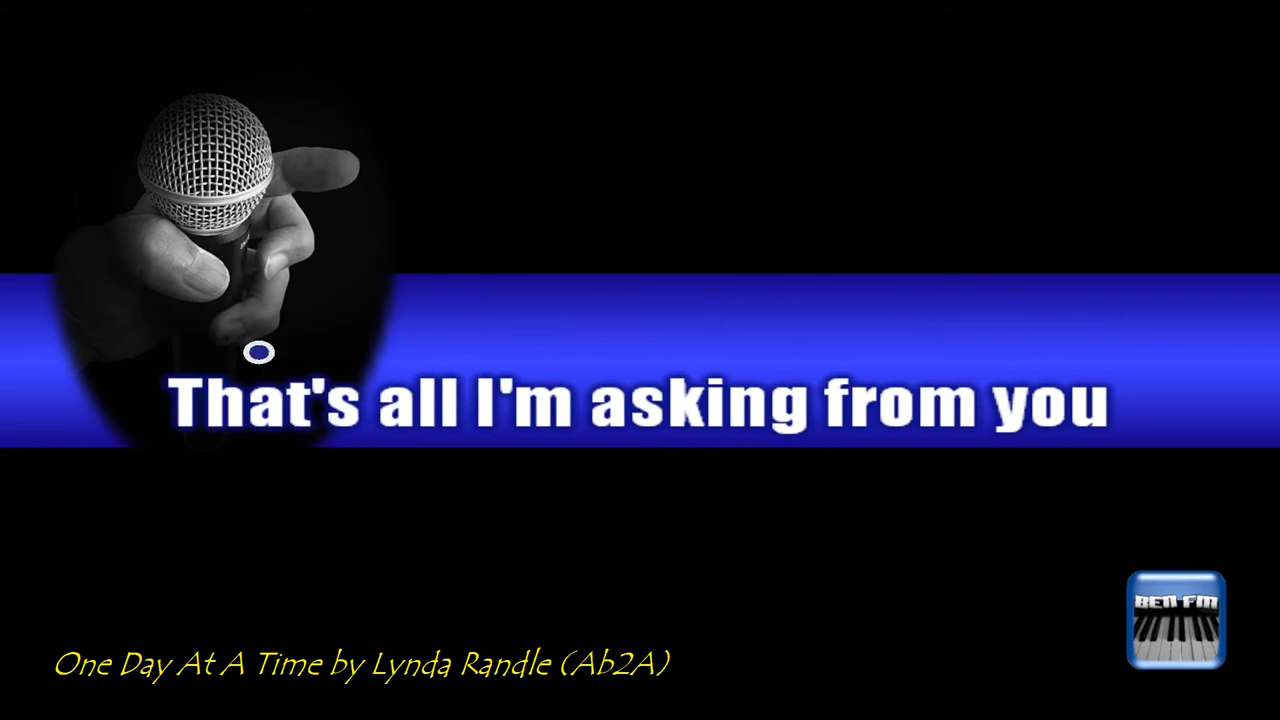 That's all I'm asking from you
BEN FM
One Day At A Time by Lynda Randle (Ab2A)